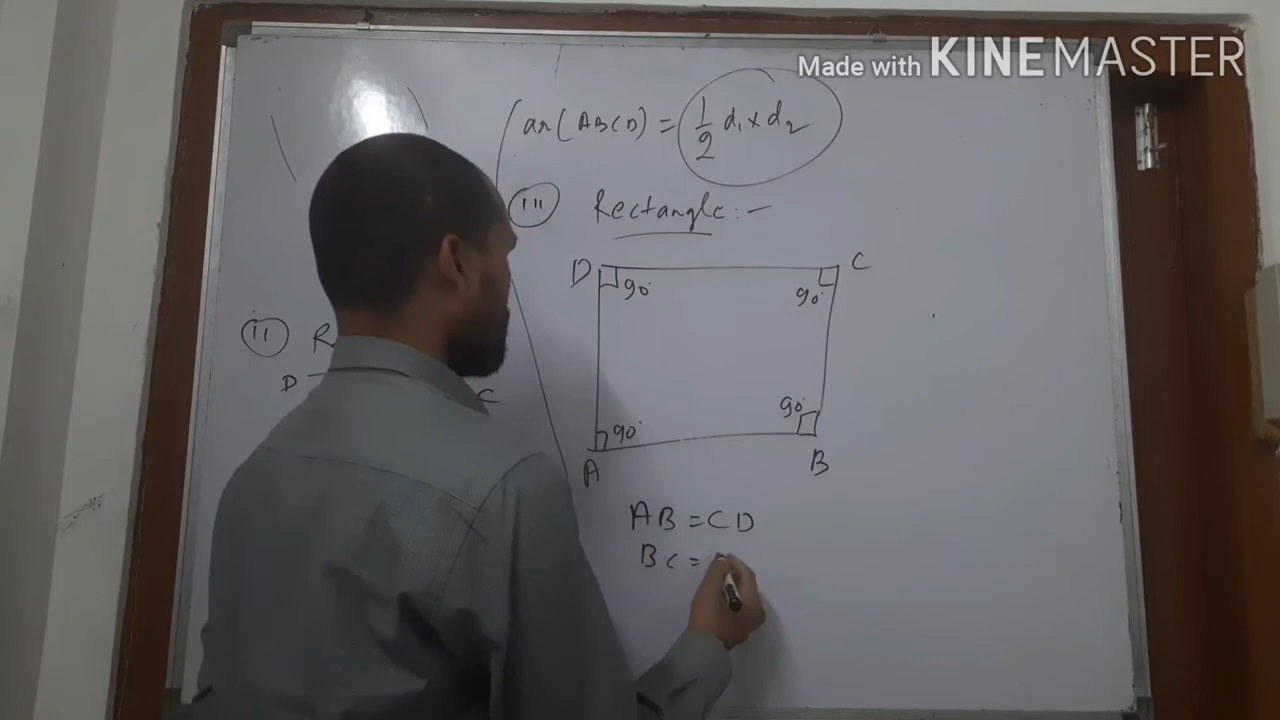 Made with KINEMASTER
ar(ABCD) = 1/2 d₁ × d₂
(iii) Rectangle :-
D C
90° 90°
90° 90°
A B
AB = CD
BC =
(ii) R
D C